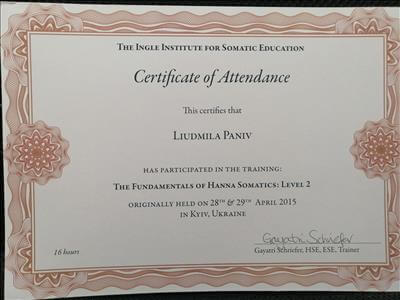 THE INGLE INSTITUTE FOR SOMATIC EDUCATION
Certificate of Attendance
This certifies that
LIUDMILA PANIV
HAS PARTICIPATED IN THE TRAINING:
THE FUNDAMENTALS OF HANNA SOMATICS: LEVEL 2
ORIGINALLY HELD ON 28TH & 29TH APRIL 2015
IN KYIV, UKRAINE
Gayatri Schriefer
16 hours
Gayatri Schriefer, HSE, ESE, Trainer